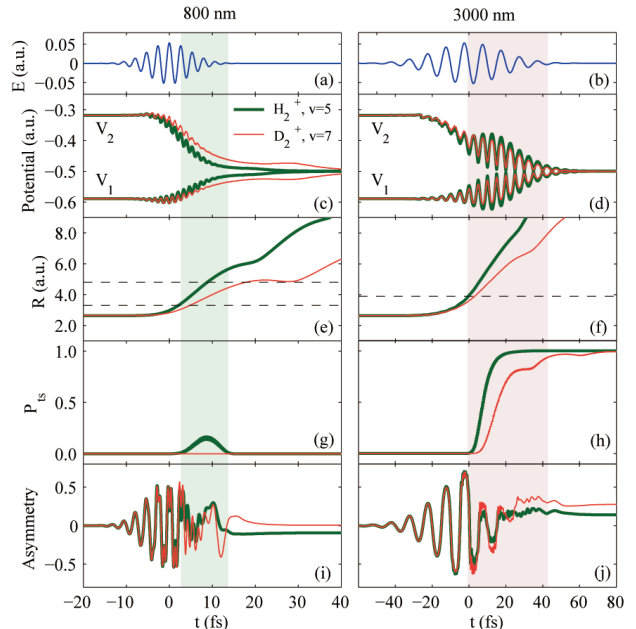 800 nm 3000 nm
E (a.u.)
0.05
0
−0.05
(a) (b)
Potential (a.u.)
−0.3
−0.4
−0.5
−0.6
V2
V1
H2+, v=5
D2+, v=7
(c) (d)
R (a.u.)
8.0
6.0
4.0
2.0
(e) (f)
Pts
1.0
0.5
0.0
(g) (h)
Asymmetry
0.5
0
−0.5
(i) (j)
−20 −10 0 10 20 30 40 −60 −40 −20 0 20 40 60 80
t (fs) t (fs)